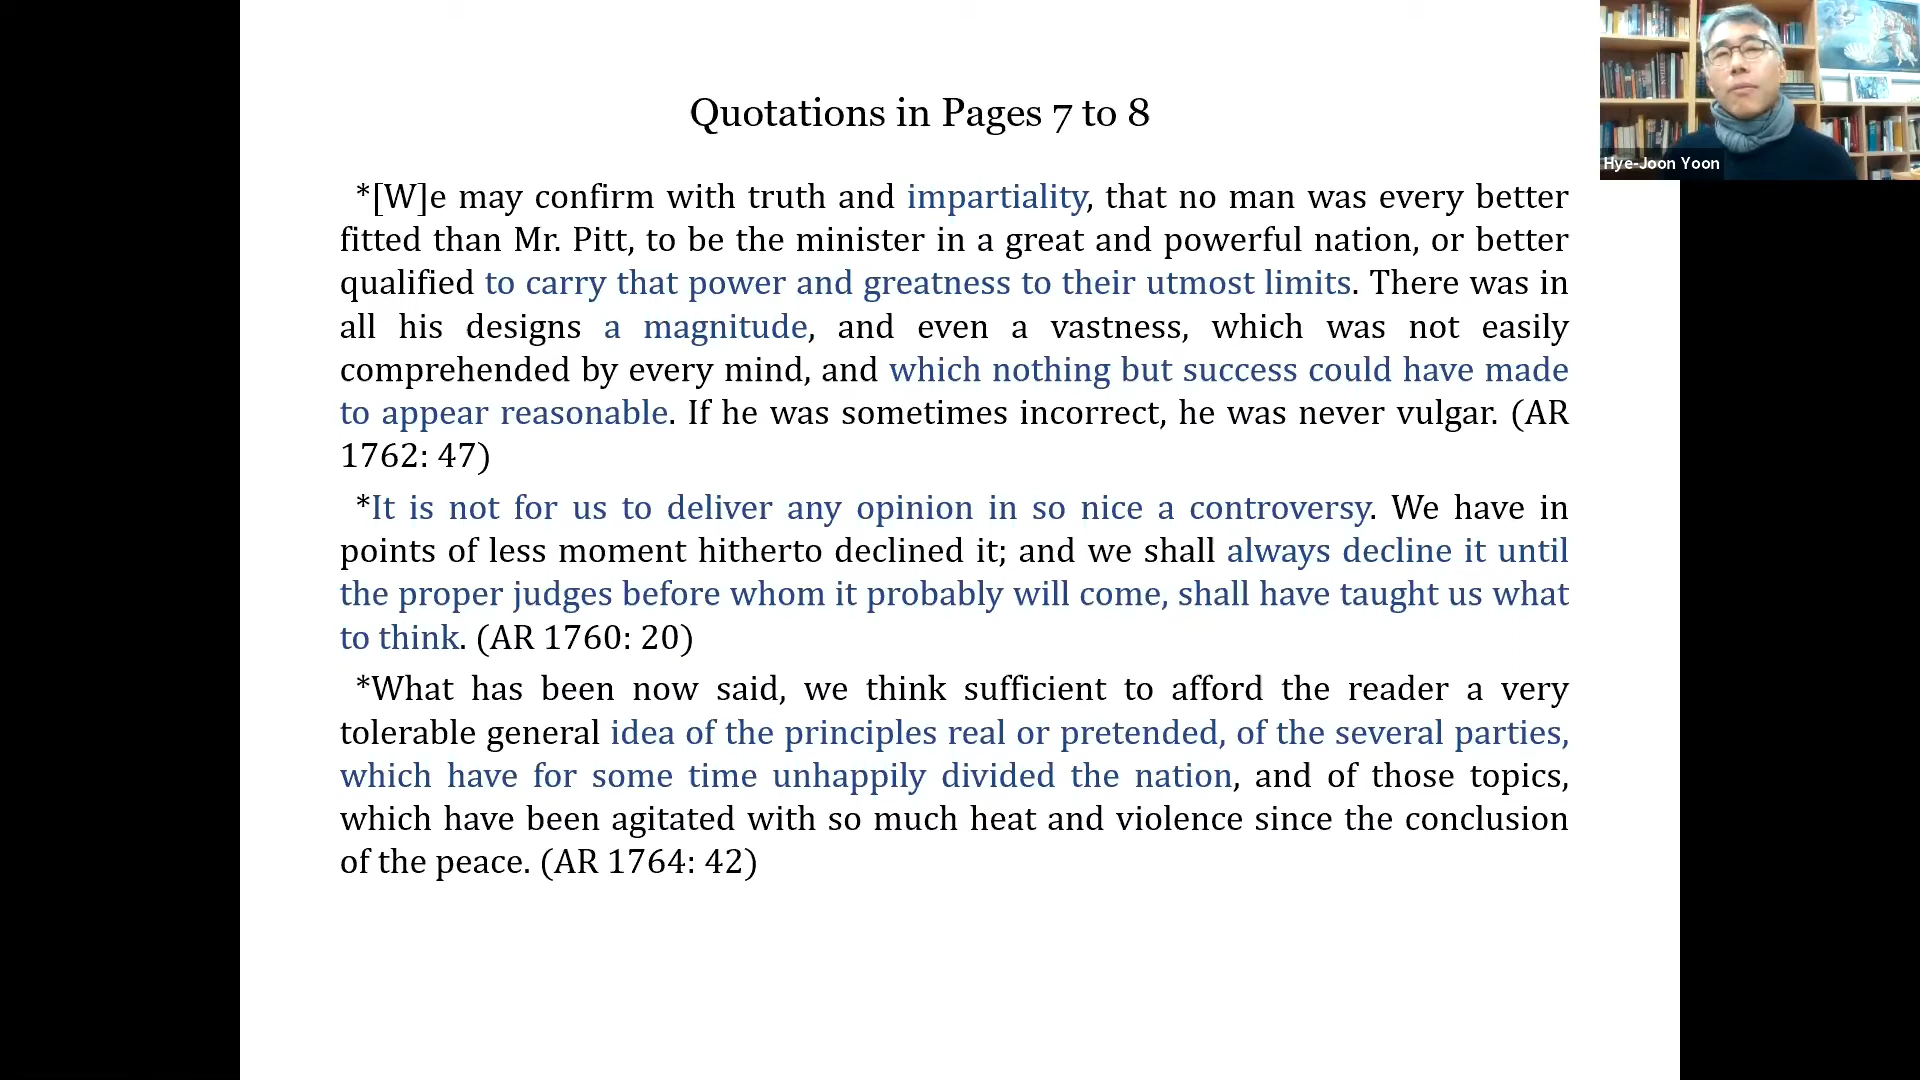 Quotations in Pages 7 to 8
*[W]e may confirm with truth and impartiality, that no man was every better
fitted than Mr. Pitt, to be the minister in a great and powerful nation, or better
qualified to carry that power and greatness to their utmost limits. There was in
all his designs a magnitude, and even a vastness, which was not easily
comprehended by every mind, and which nothing but success could have made
to appear reasonable. If he was sometimes incorrect, he was never vulgar. (AR
1762: 47)
*It is not for us to deliver any opinion in so nice a controversy. We have in
points of less moment hitherto declined it; and we shall always decline it until
the proper judges before whom it probably will come, shall have taught us what
to think. (AR 1760: 20)
*What has been now said, we think sufficient to afford the reader a very
tolerable general idea of the principles real or pretended, of the several parties,
which have for some time unhappily divided the nation, and of those topics,
which have been agitated with so much heat and violence since the conclusion
of the peace. (AR 1764: 42)
Hye-Joon Yoon